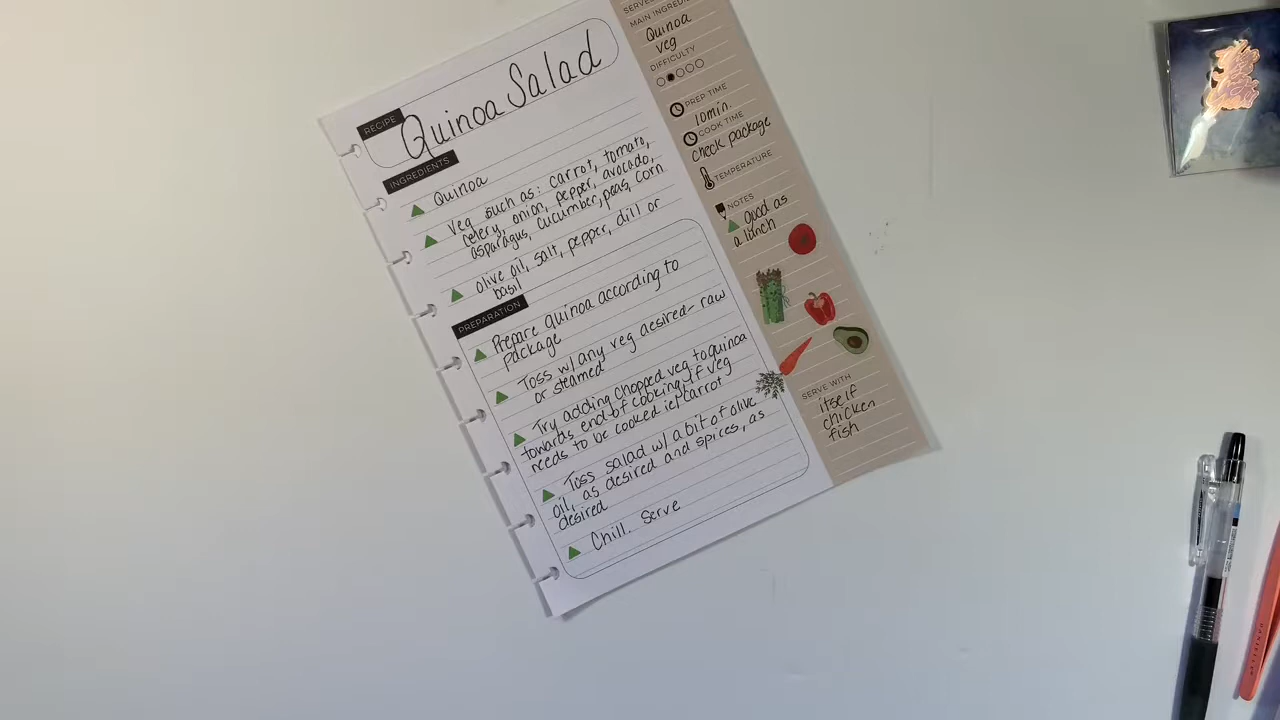 RECIPE
Quinoa Salad
INGREDIENTS
Quinoa
Veg such as: carrot, tomato,
celery, onion, pepper, avocado,
asparagus, cucumber, peas, corn
olive oil, salt, pepper, dill or
basil
PREPARATION
Prepare Quinoa according to
package
Toss w/ any veg desired- raw
or steamed
Try adding chopped veg to quinoa
towards end of cooking if veg
needs to be cooked ie/ carrot
Toss salad w/ a bit of olive
oil, as desired and spices, as
desired
Chill. Serve
SERVES
MAIN INGREDI
Quinoa
veg
DIFFICULTY
PREP TIME
10min.
COOK TIME
check package
TEMPERATURE
NOTES
good as
a lunch
SERVE WITH
itself
chicken
fish